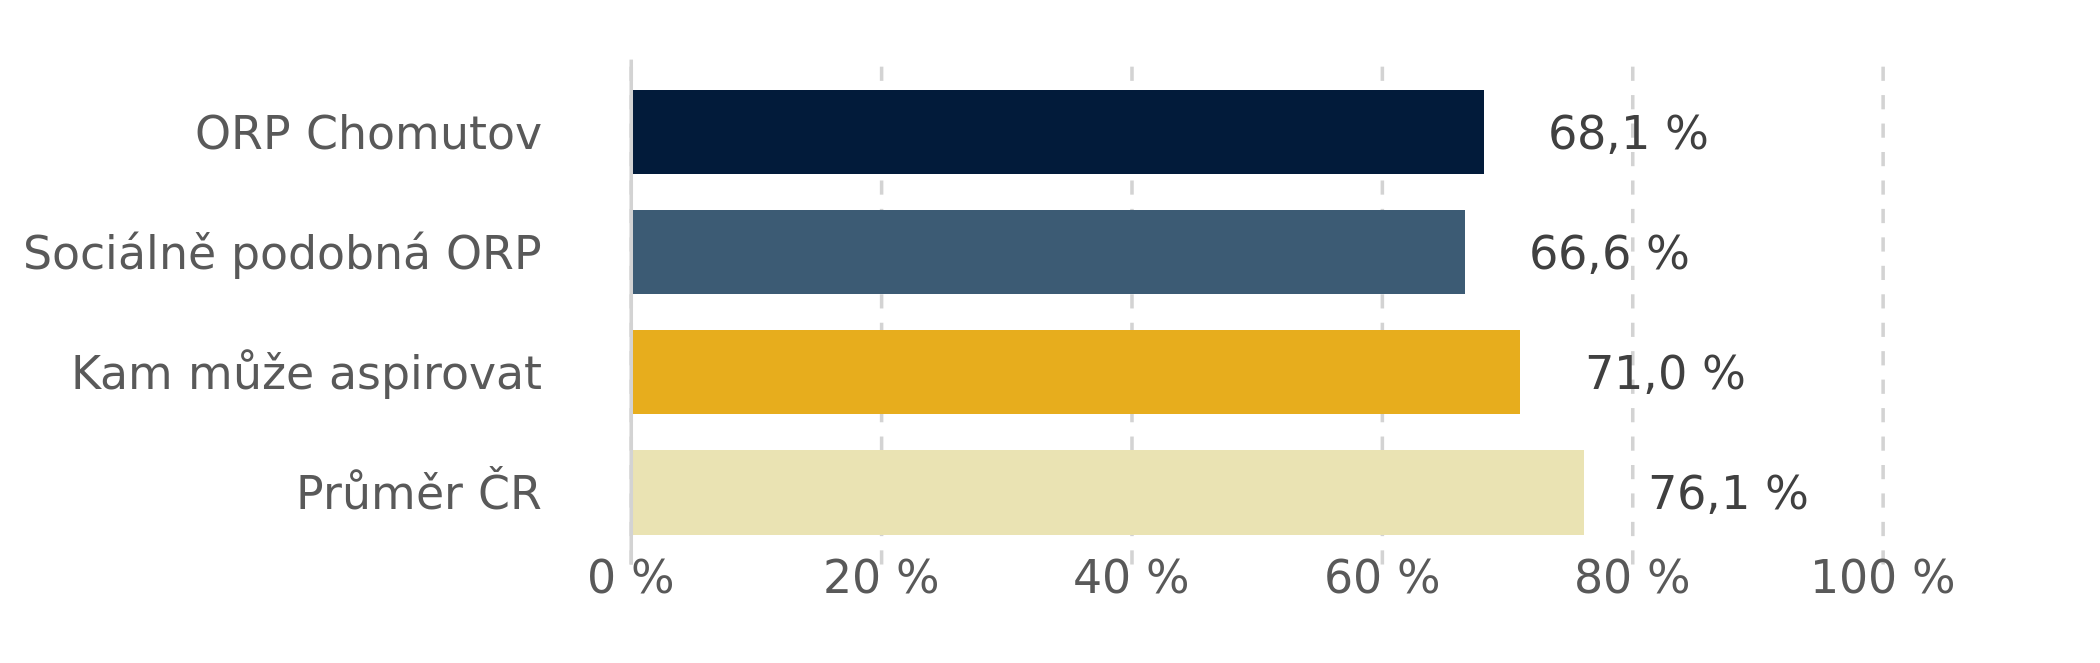 ORP Chomutov 68,1 %
Sociálně podobná ORP 66,6 %
Kam může aspirovat 71,0 %
Průměr ČR 76,1 %
0 % 20 % 40 % 60 % 80 % 100 %